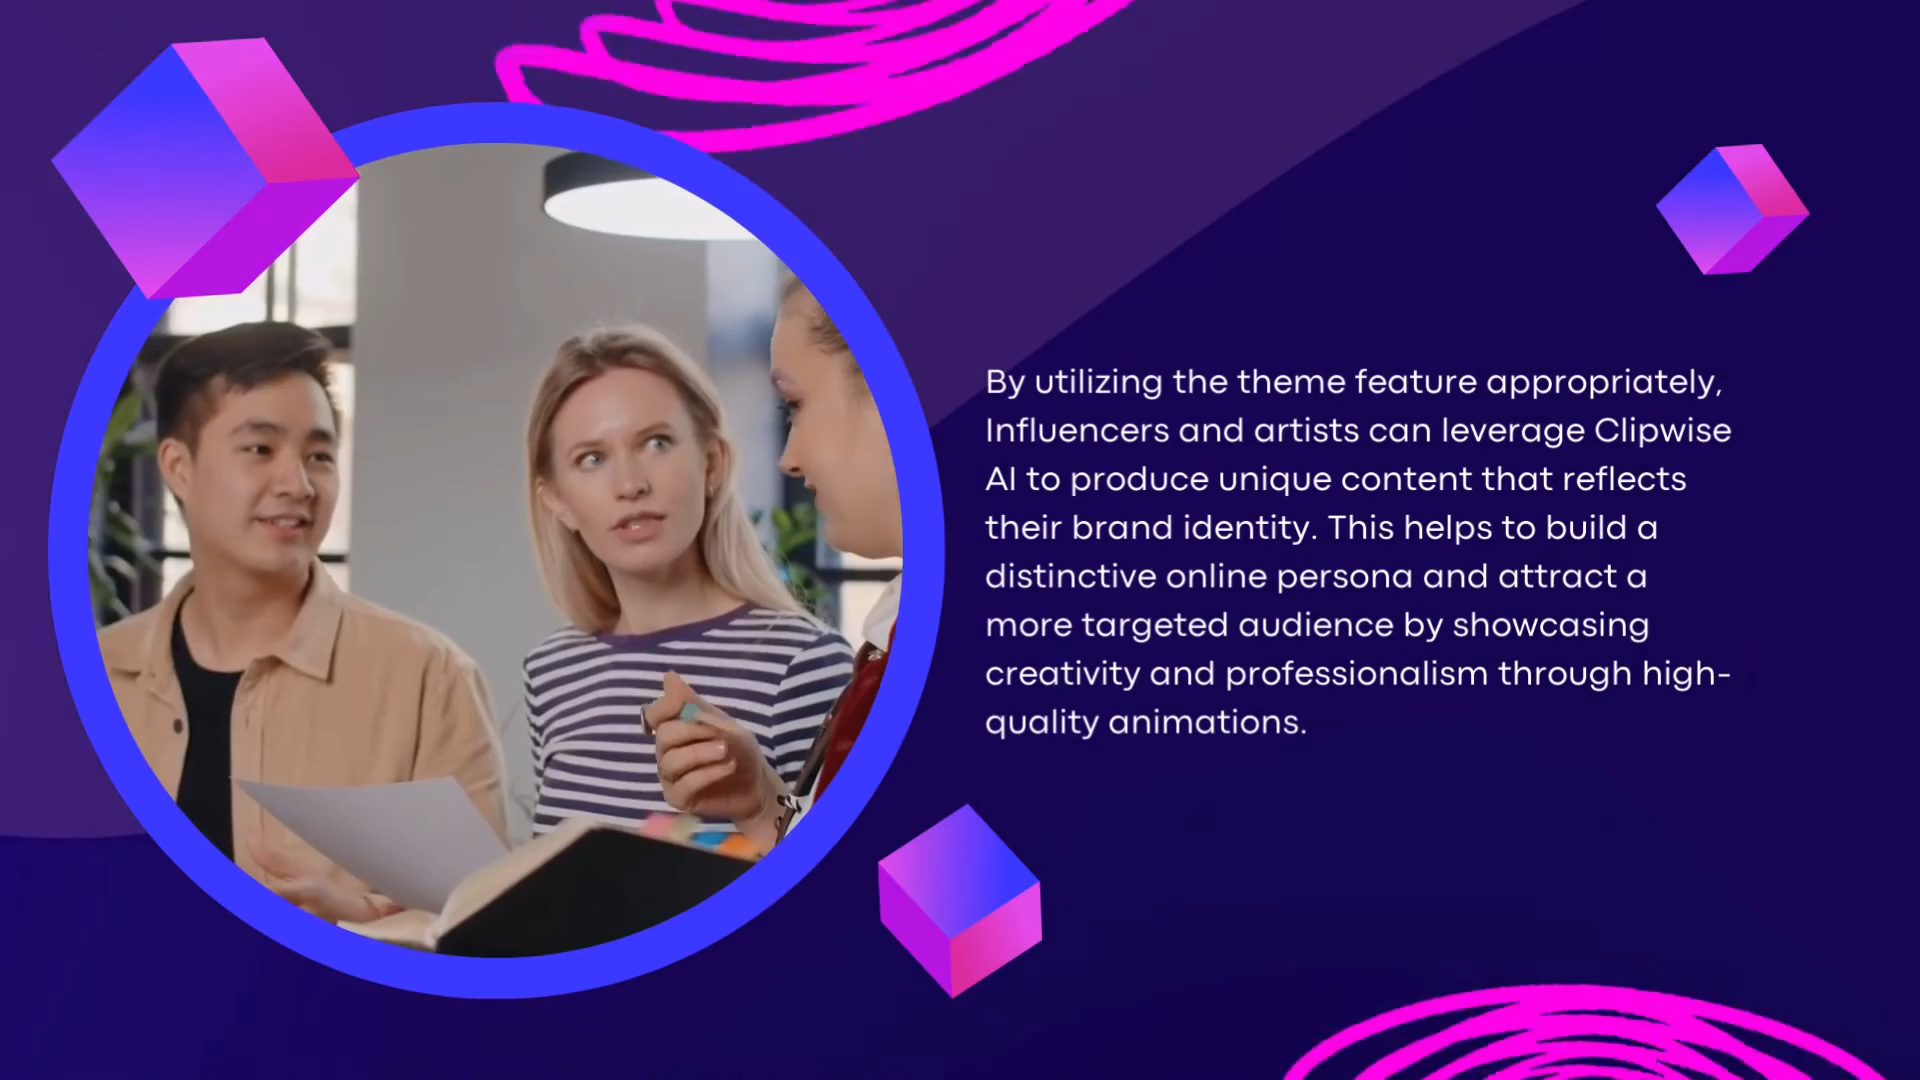 By utilizing the theme feature appropriately,
Influencers and artists can leverage Clipwise
AI to produce unique content that reflects
their brand identity. This helps to build a
distinctive online persona and attract a
more targeted audience by showcasing
creativity and professionalism through high-
quality animations.